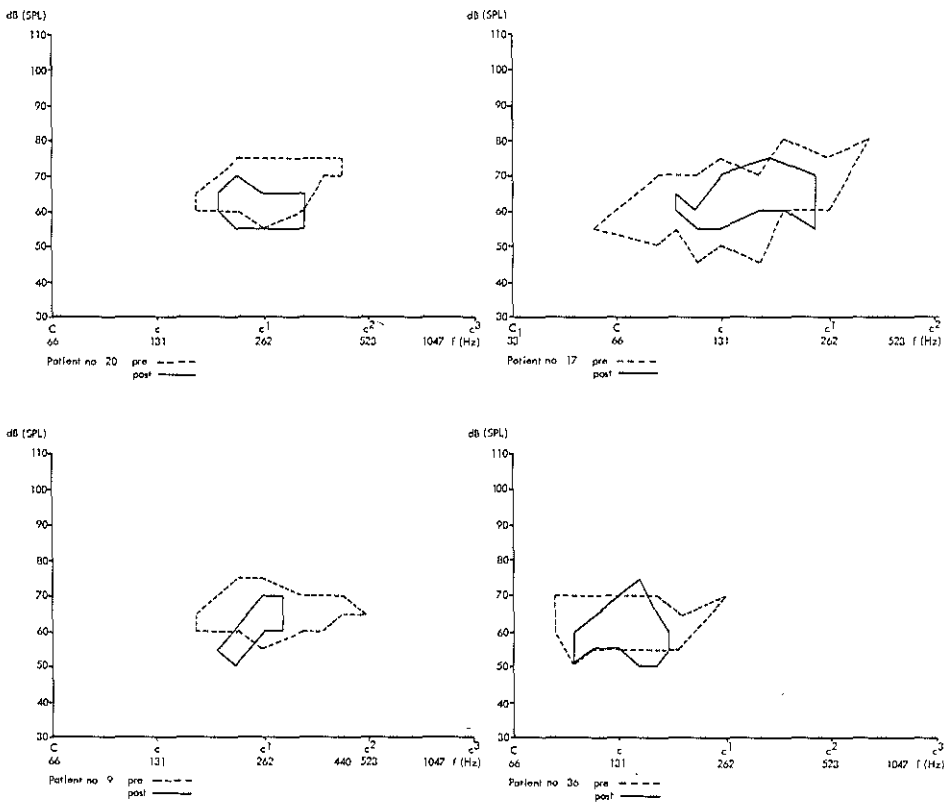 dB (SPL)
110
100
90
80
70
60
50
40
30
C c c1 c2 c3
66 131 262 523 1047 f (Hz)
Patient no 20 pre
post
dB (SPL)
110
100
90
80
70
60
50
40
30
C1 C c c1 c2
33 66 131 262 523 f (Hz)
Patient no 17 pre
post
dB (SPL)
110
100
90
80
70
60
50
40
30
C c c1 c2 c3
66 131 262 440 523 1047 f (Hz)
Patient no 9 pre
post
dB (SPL)
110
100
90
80
70
60
50
40
30
C c c1 c2 c3
66 131 262 523 1047 f (Hz)
Patient no 36 pre
post